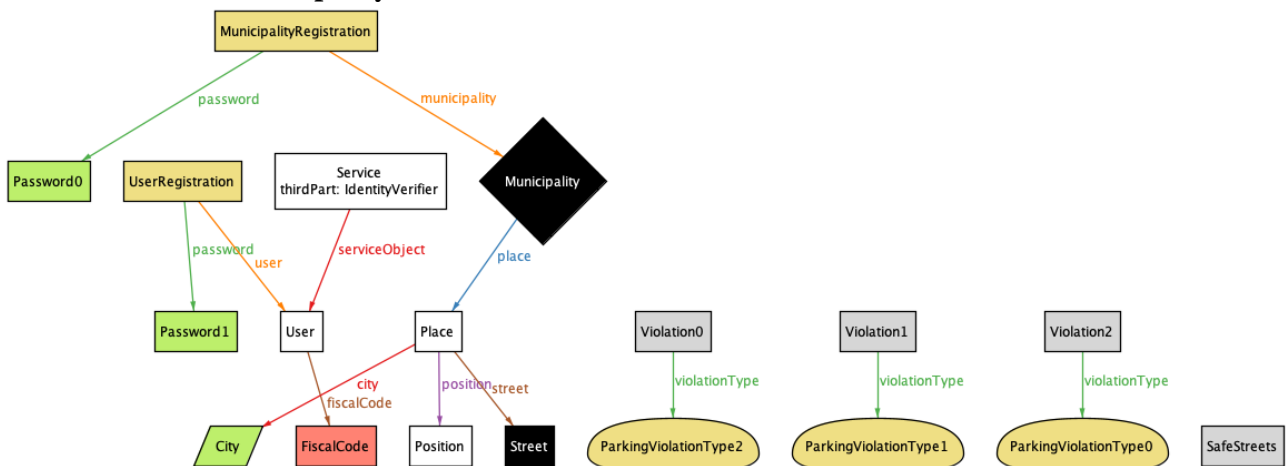 MunicipalityRegistration
password
municipality
Password0
UserRegistration
Service
thirdPart: IdentityVerifier
Municipality
password
user
serviceObject
place
Password1
User
Place
Violation0
Violation1
Violation2
city
position
street
fiscalCode
violationType
violationType
violationType
City
FiscalCode
Position
Street
ParkingViolationType2
ParkingViolationType1
ParkingViolationType0
SafeStreets